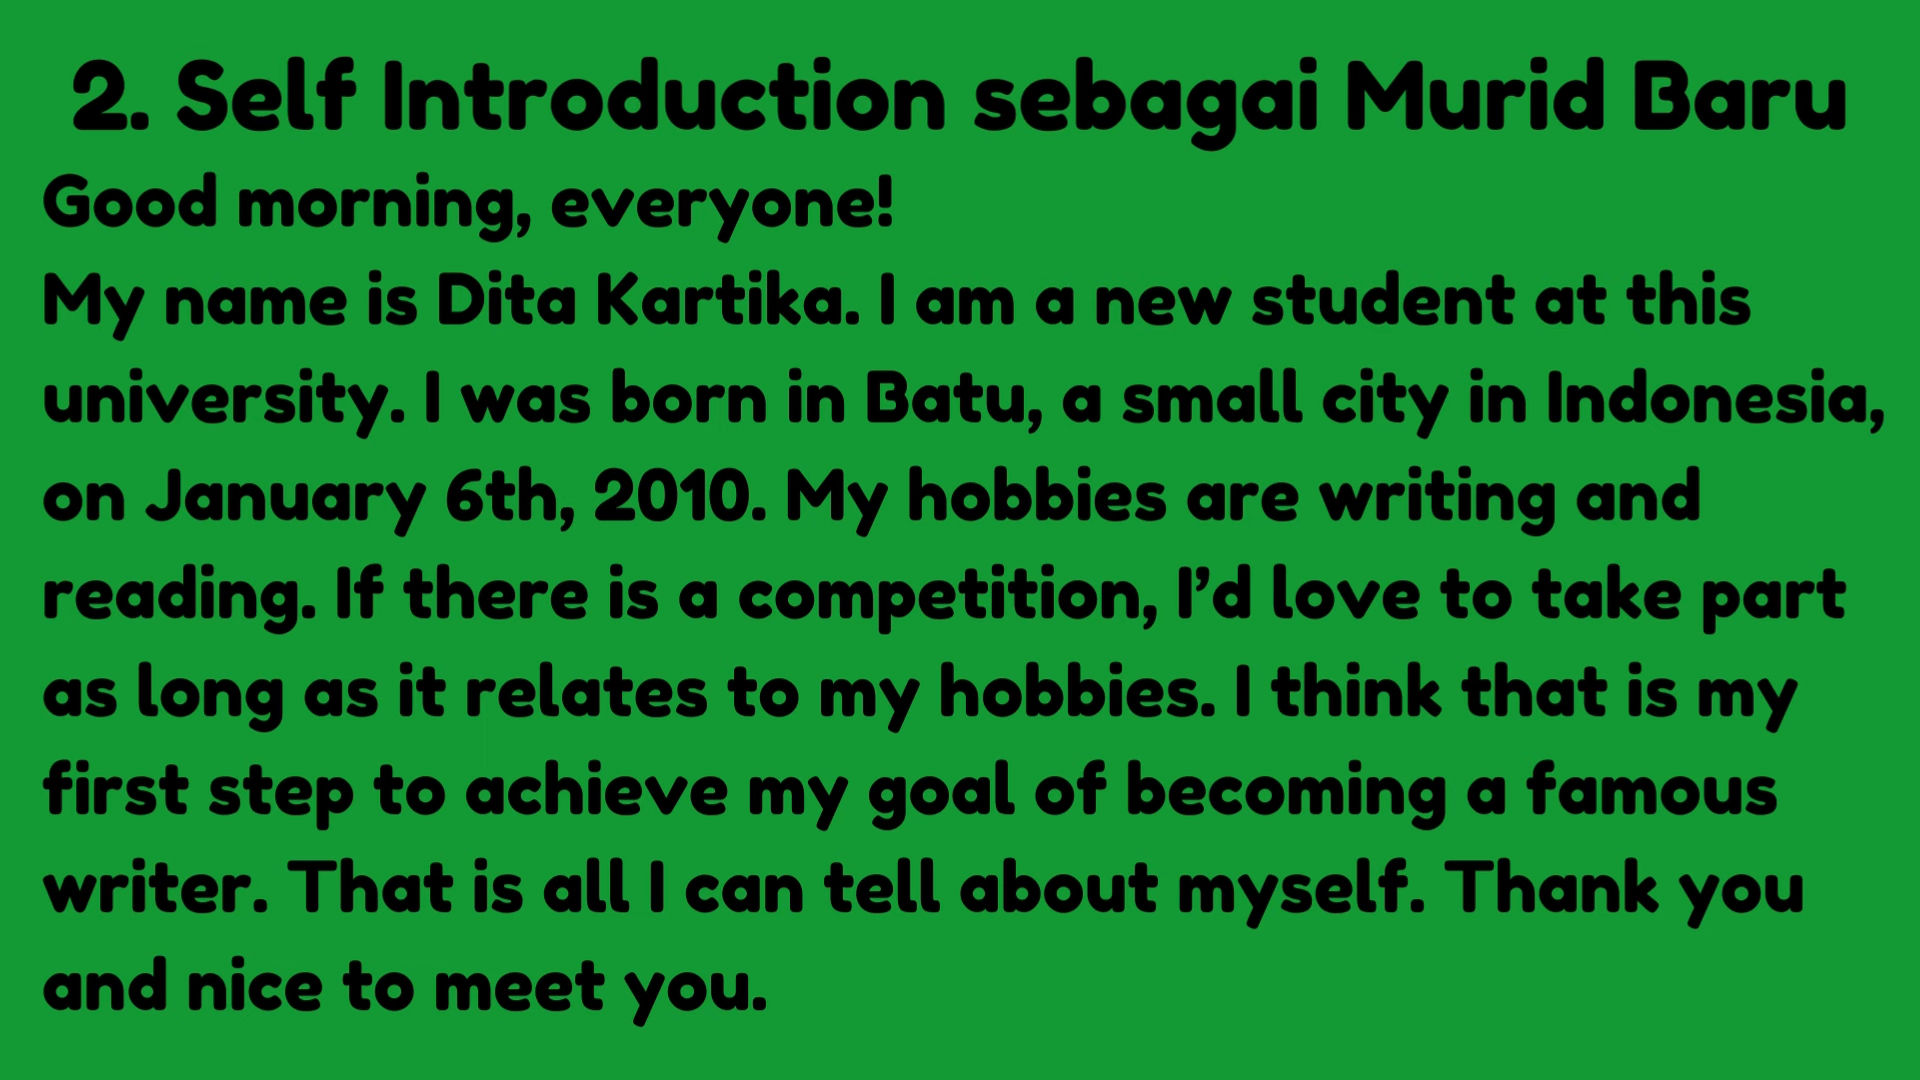 2. Self Introduction sebagai Murid Baru
Good morning, everyone!
My name is Dita Kartika. I am a new student at this
university. I was born in Batu, a small city in Indonesia,
on January 6th, 2010. My hobbies are writing and
reading. If there is a competition, I’d love to take part
as long as it relates to my hobbies. I think that is my
first step to achieve my goal of becoming a famous
writer. That is all I can tell about myself. Thank you
and nice to meet you.